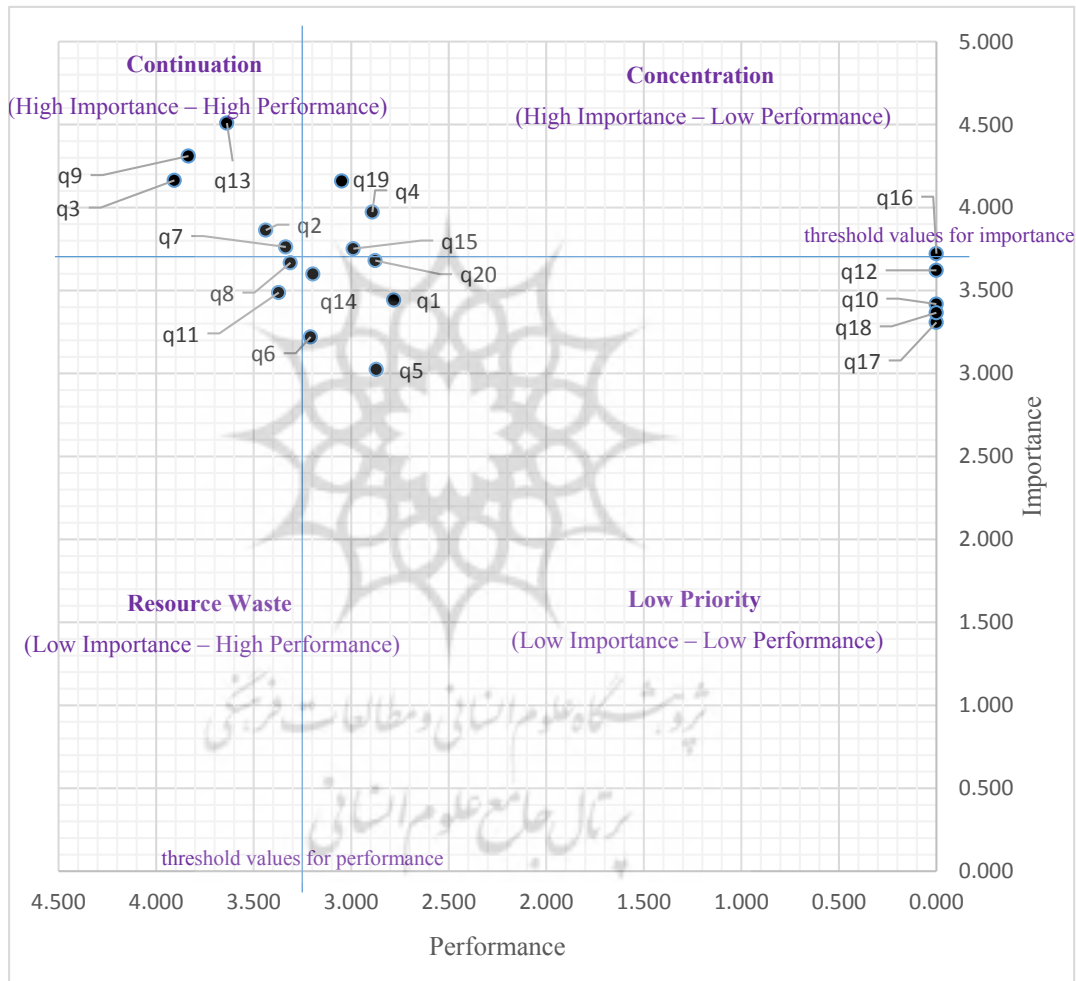 5.000
Continuation
Concentration
(High Importance – High Performance)
(High Importance – Low Performance)
4.500
q9
q13
q19
q4
q3
q16
4.000
q7
q2
q15
threshold values for importance
q20
q12
3.500
q8
q14
q1
q10
q11
q18
q6
q5
q17
3.000
2.500
Importance
2.000
Resource Waste
Low Priority
(Low Importance – High Performance)
(Low Importance – Low Performance)
1.500
پژوهشگاه علوم انسانی و مطالعات فرهنگی
1.000
0.500
پرتال جامع علوم انسانی
threshold values for performance
0.000
4.500 4.000 3.500 3.000 2.500 2.000 1.500 1.000 0.500 0.000
Performance